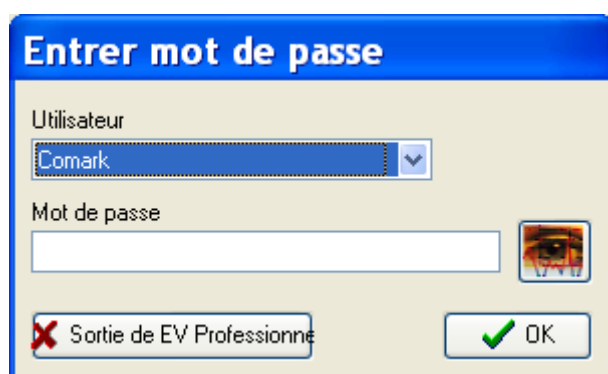 Entrer mot de passe
Utilisateur
Comark
Mot de passe
Sortie de EV Professionne
OK